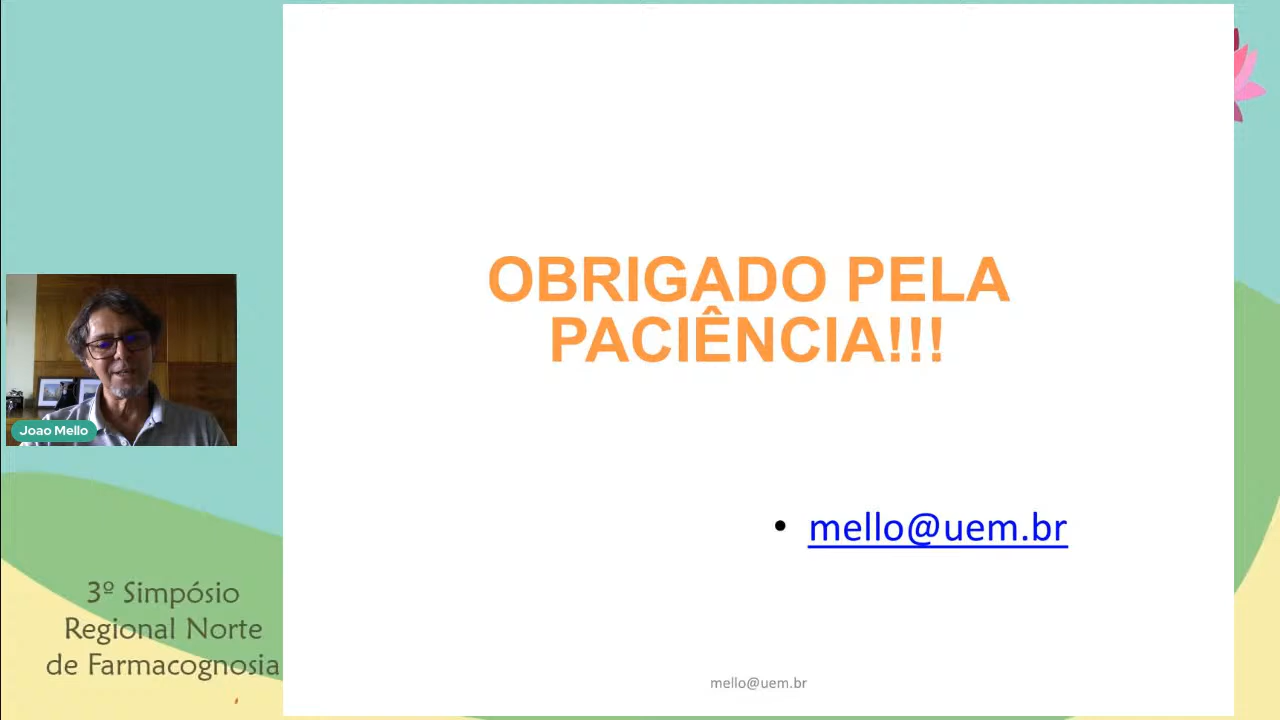 OBRIGADO PELA
PACIÊNCIA!!!
mello@uem.br
mello@uem.br
Joao Mello
3º Simpósio
Regional Norte
de Farmacognosia